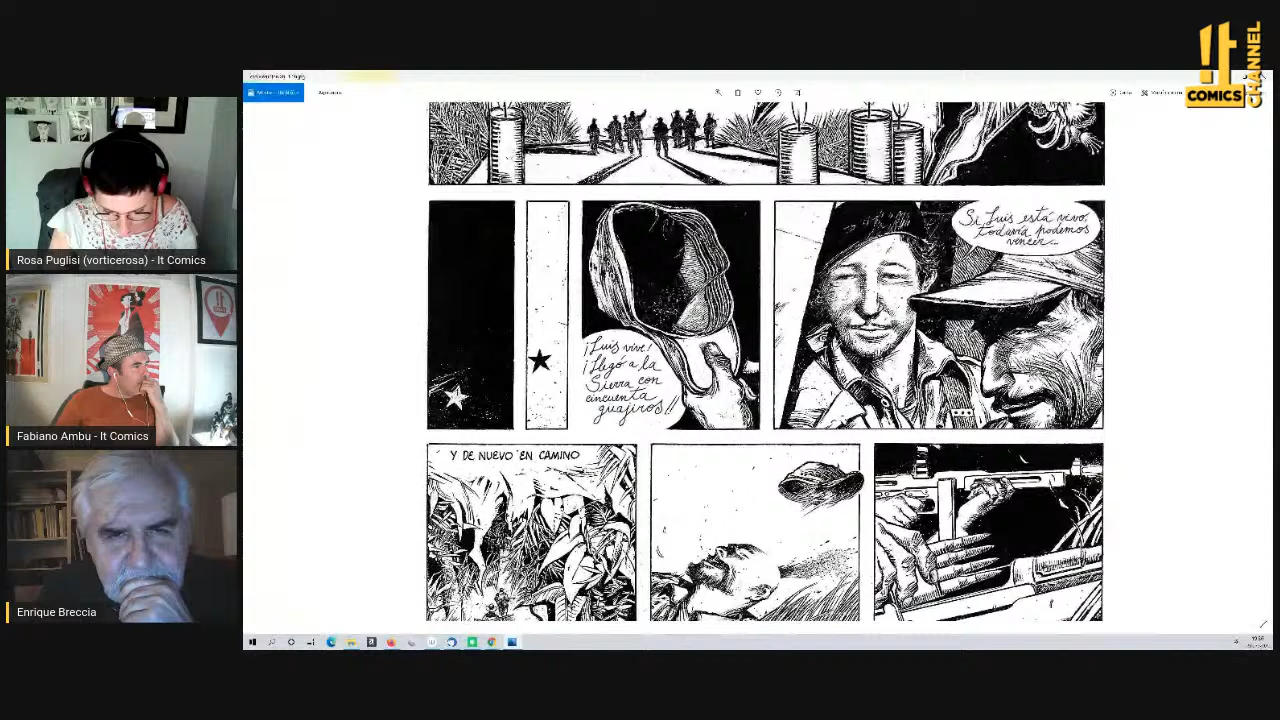 !t
COMICS
CHANNEL
Rosa Puglisi (vorticerosa) - It Comics
Fabiano Ambu - It Comics
Enrique Breccia
¡Luis vive!
¡Llegó a la
Sierra con
cincuenta
guajiros!!
Si Luis está vivo,
todavía podemos
vencer...
Y DE NUEVO EN CAMINO